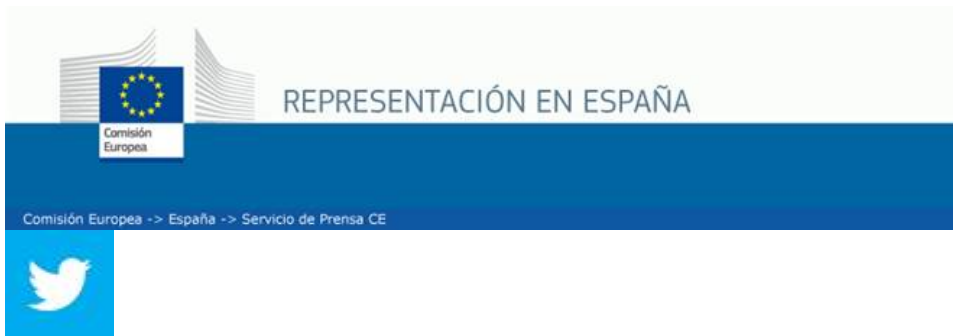 REPRESENTACIÓN EN ESPAÑA
Comisión
Europea
Comisión Europea -> España -> Servicio de Prensa CE